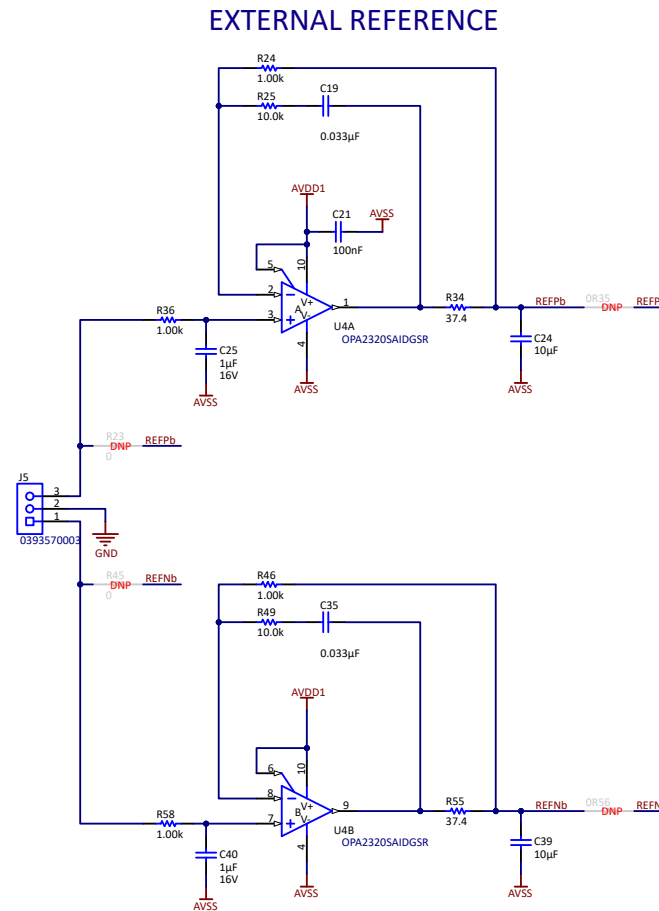 EXTERNAL REFERENCE
R24
1.00k
R25
10.0k
C19
0.033µF
AVDD1
C21
100nF
AVSS
5
10
2
3
1
4
A
V+
V-
U4A
OPA2320SAIDGSR
R36
1.00k
C25
1µF
16V
AVSS
AVSS
R34
37.4
REFPb
0R35
DNP
REFP
C24
10µF
AVSS
R23
DNP
0
REFPb
J5
3
2
1
0393570003
GND
R45
DNP
0
REFNb
R46
1.00k
R49
10.0k
C35
0.033µF
AVDD1
6
10
8
7
9
4
B
V+
V-
U4B
OPA2320SAIDGSR
R58
1.00k
C40
1µF
16V
AVSS
AVSS
R55
37.4
REFNb
0R56
DNP
REFN
C39
10µF
AVSS